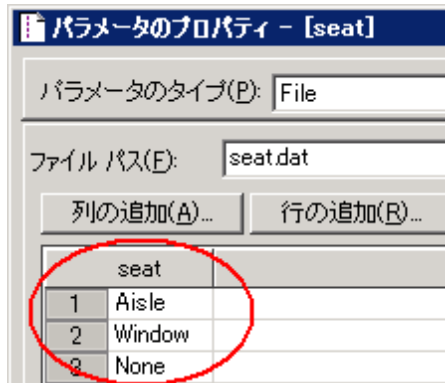 パラメータのプロパティ - [seat]
パラメータのタイプ(P): File
ファイル パス(F): seat.dat
列の追加(A)... 行の追加(R)...
seat
1 Aisle
2 Window
3 None